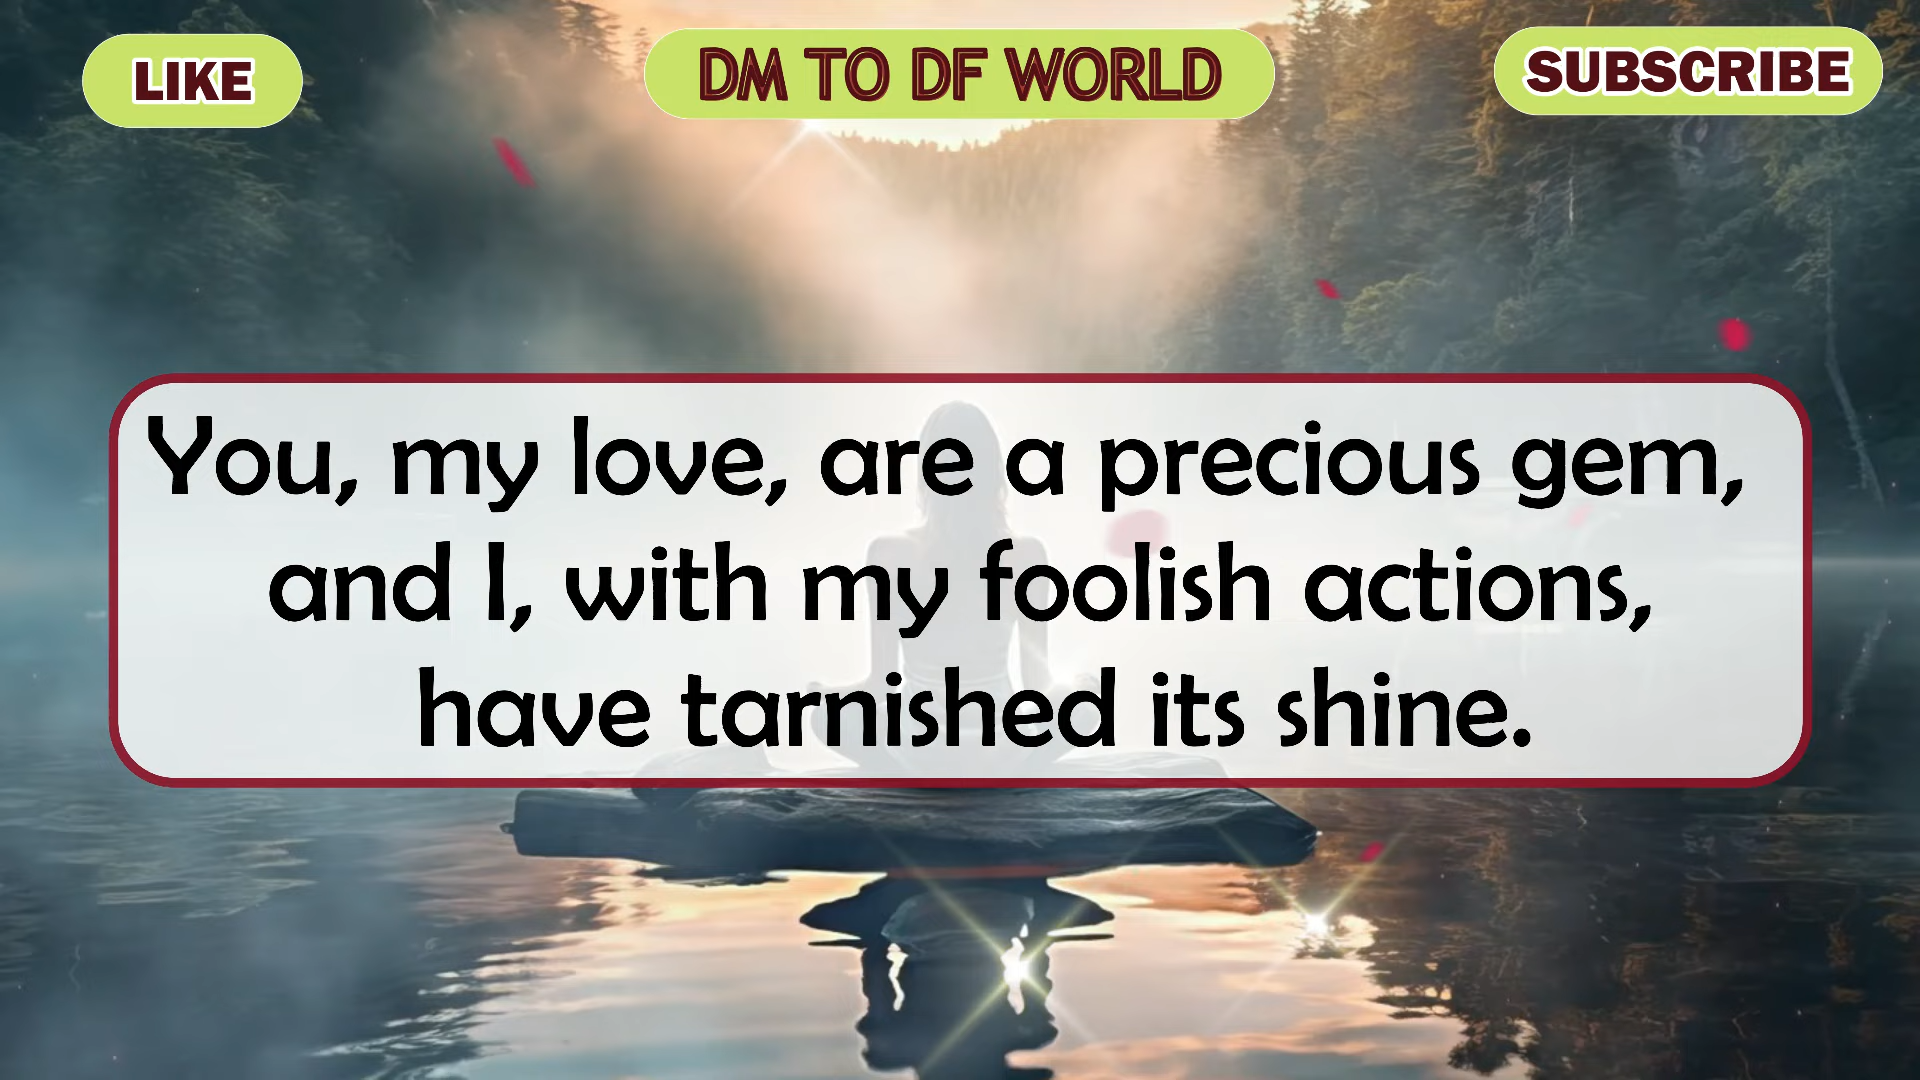 LIKE
DM TO DF WORLD
SUBSCRIBE
You, my love, are a precious gem,
and I, with my foolish actions,
have tarnished its shine.